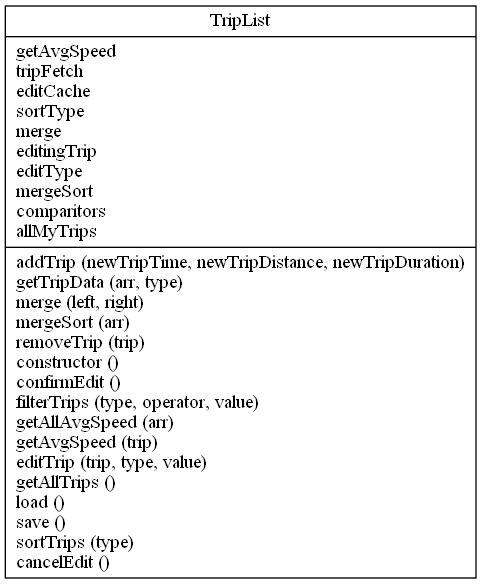 TripList
getAvgSpeed
tripFetch
editCache
sortType
merge
editingTrip
editType
mergeSort
comparitors
allMyTrips
addTrip (newTripTime, newTripDistance, newTripDuration)
getTripData (arr, type)
merge (left, right)
mergeSort (arr)
removeTrip (trip)
constructor ()
confirmEdit ()
filterTrips (type, operator, value)
getAllAvgSpeed (arr)
getAvgSpeed (trip)
editTrip (trip, type, value)
getAllTrips ()
load ()
save ()
sortTrips (type)
cancelEdit ()